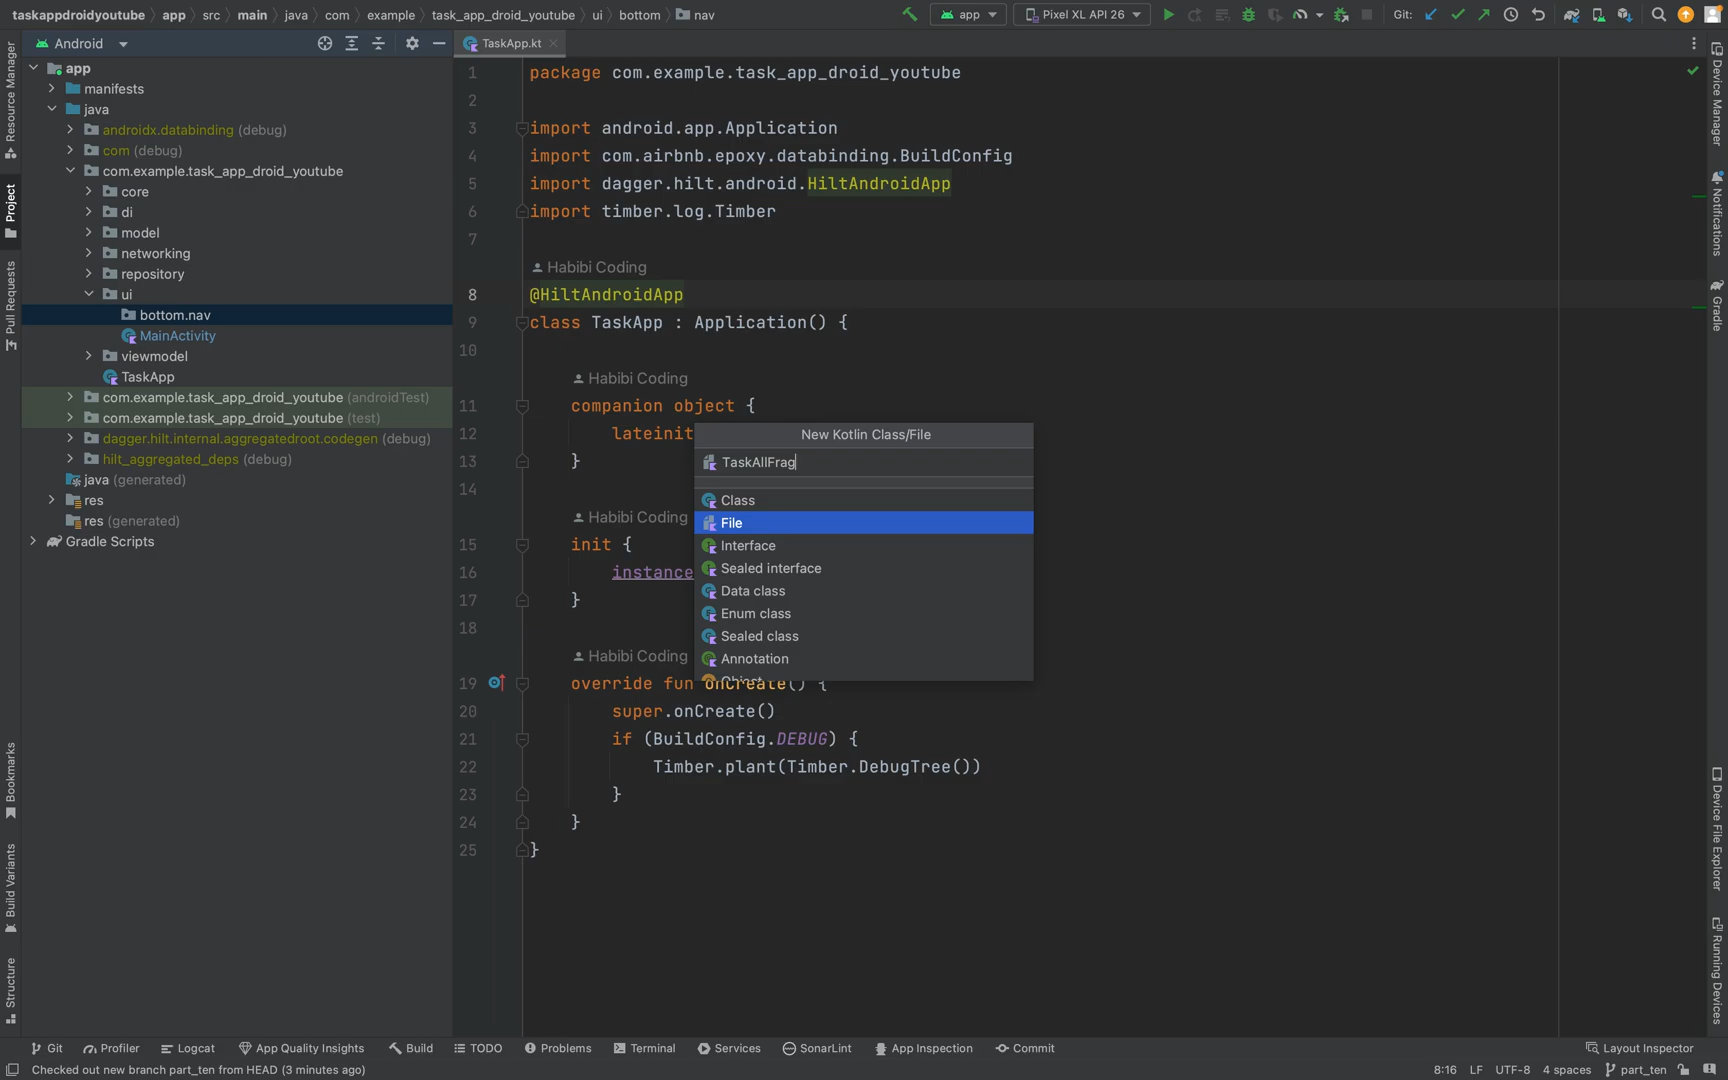 taskappdroidyoutube app src main java com example task_app_droid_youtube ui bottom nav
app Pixel XL API 26 Git:
Android
TaskApp.kt
app
manifests
java
androidx.databinding (debug)
com (debug)
com.example.task_app_droid_youtube
core
di
model
networking
repository
ui
bottom.nav
MainActivity
viewmodel
TaskApp
com.example.task_app_droid_youtube (androidTest)
com.example.task_app_droid_youtube (test)
dagger.hilt.internal.aggregatedroot.codegen (debug)
hilt_aggregated_deps (debug)
java (generated)
res
res (generated)
Gradle Scripts
1 package com.example.task_app_droid_youtube
2
3 import android.app.Application
4 import com.airbnb.epoxy.databinding.BuildConfig
5 import dagger.hilt.android.HiltAndroidApp
6 import timber.log.Timber
7
Habibi Coding
8 @HiltAndroidApp
9 class TaskApp : Application() {
10
Habibi Coding
11 companion object {
12 lateinit
13 }
14
Habibi Coding
15 init {
16 instance
17 }
18
Habibi Coding
19 override fun onCreate() {
20 super.onCreate()
21 if (BuildConfig.DEBUG) {
22 Timber.plant(Timber.DebugTree())
23 }
24 }
25 }
New Kotlin Class/File
TaskAllFrag
Class
File
Interface
Sealed interface
Data class
Enum class
Sealed class
Annotation
Object
Resource Manager
Project
Pull Requests
Bookmarks
Build Variants
Structure
Device Manager
Notifications
Gradle
Device File Explorer
Running Devices
Git Profiler Logcat App Quality Insights Build TODO Problems Terminal Services SonarLint App Inspection Commit Layout Inspector
Checked out new branch part_ten from HEAD (3 minutes ago) 8:16 LF UTF-8 4 spaces part_ten